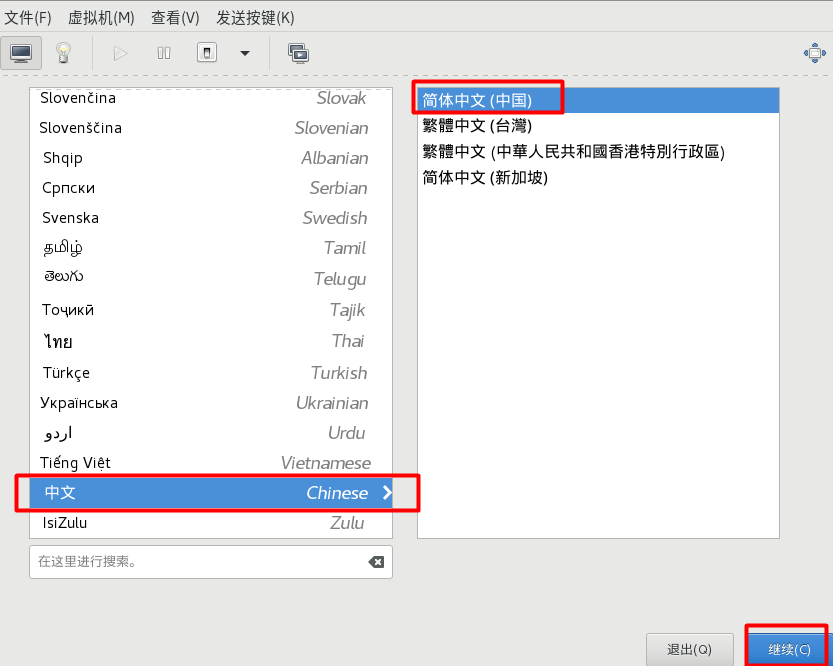 文件(F) 虚拟机(M) 查看(V) 发送按键(K)
Slovenčina Slovak
Slovenščina Slovenian
Shqip Albanian
Српски Serbian
Svenska Swedish
தமிழ் Tamil
తెలుగు Telugu
Тоҷикӣ Tajik
ไทย Thai
Türkçe Turkish
Українська Ukrainian
اردو Urdu
Tiếng Việt Vietnamese
中文 Chinese
IsiZulu Zulu
在这里进行搜索。
简体中文 (中国)
繁體中文 (台灣)
繁體中文 (中華人民共和國香港特別行政區)
简体中文 (新加坡)
退出(Q) 继续(C)